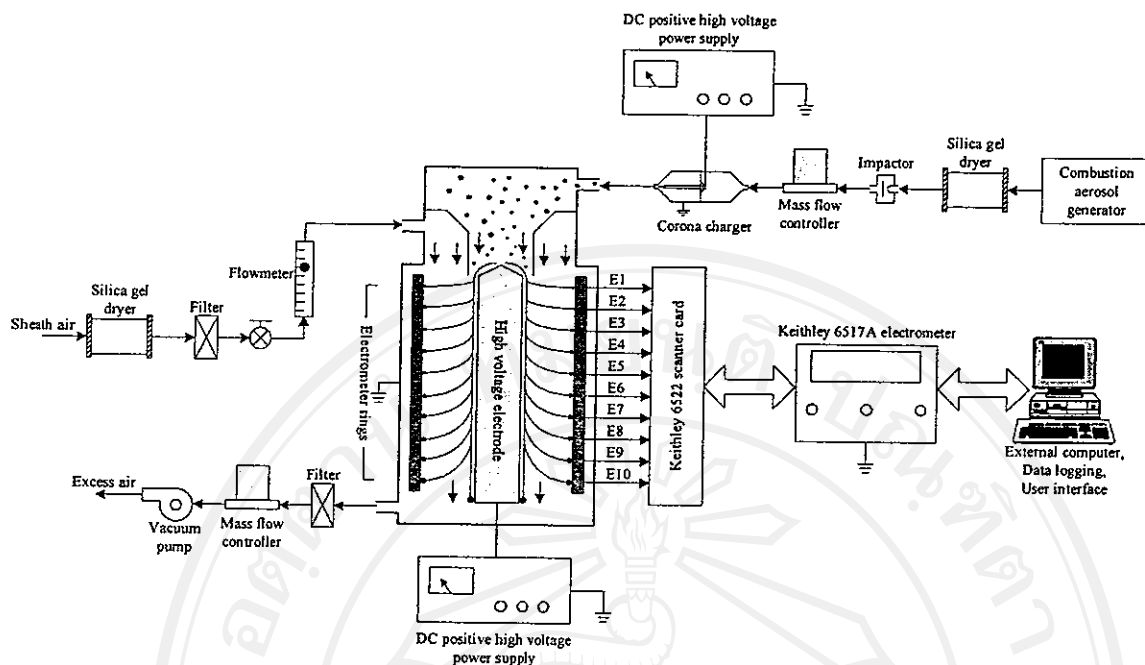 DC positive high voltage
power supply
Silica gel
dryer
Impactor
Combustion
aerosol
generator
Mass flow
controller
Corona charger
Flowmeter
Silica gel
dryer
Filter
Sheath air
Electrometer rings
High voltage electrode
E1
E2
E3
E4
E5
E6
E7
E8
E9
E10
Keithley 6522 scanner card
Keithley 6517A electrometer
External computer,
Data logging,
User interface
Filter
Excess air
Mass flow
controller
Vacuum
pump
DC positive high voltage
power supply